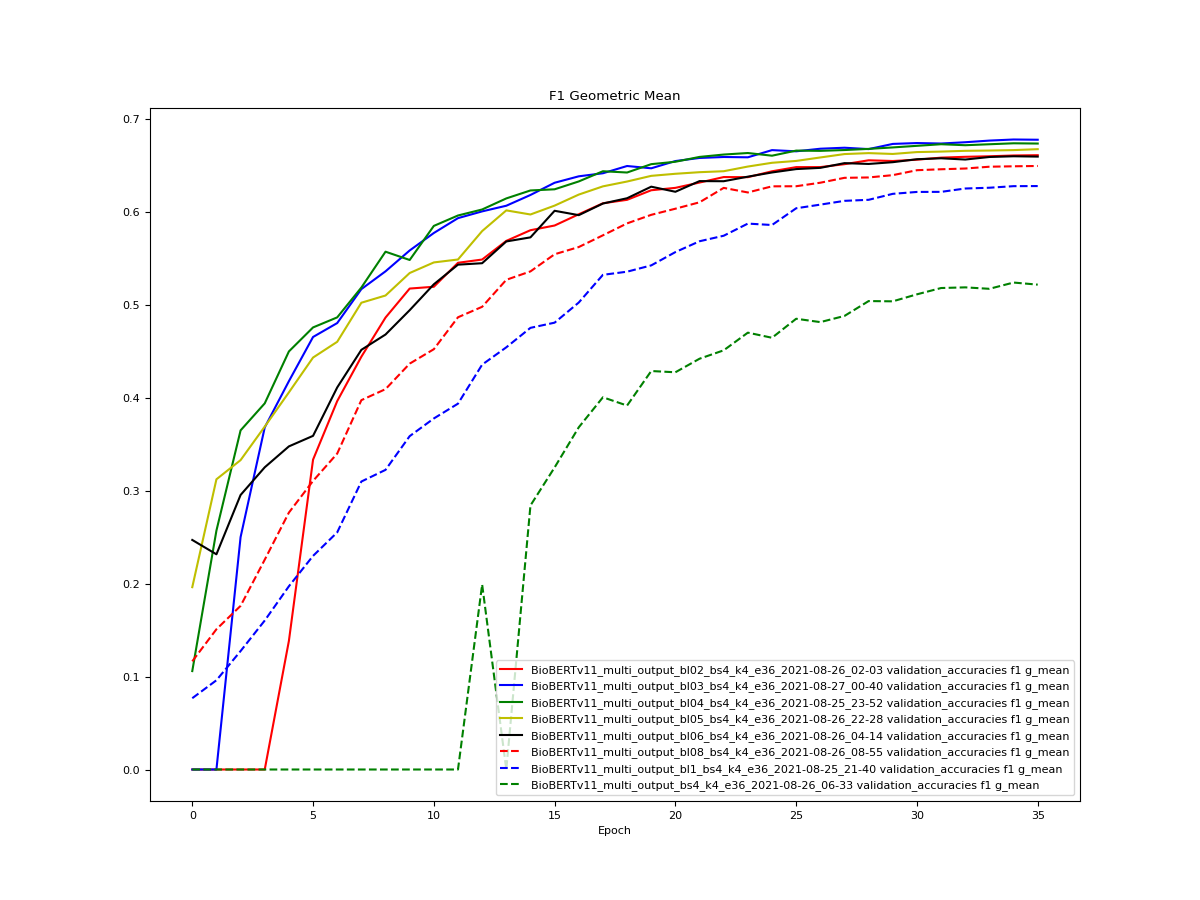 F1 Geometric Mean
0.7
0.6
0.5
0.4
0.3
0.2
0.1
0.0
BioBERTv11_multi_output_bl02_bs4_k4_e36_2021-08-26_02-03 validation_accuracies f1 g_mean
BioBERTv11_multi_output_bl03_bs4_k4_e36_2021-08-27_00-40 validation_accuracies f1 g_mean
BioBERTv11_multi_output_bl04_bs4_k4_e36_2021-08-25_23-52 validation_accuracies f1 g_mean
BioBERTv11_multi_output_bl05_bs4_k4_e36_2021-08-26_22-28 validation_accuracies f1 g_mean
BioBERTv11_multi_output_bl06_bs4_k4_e36_2021-08-26_04-14 validation_accuracies f1 g_mean
BioBERTv11_multi_output_bl08_bs4_k4_e36_2021-08-26_08-55 validation_accuracies f1 g_mean
BioBERTv11_multi_output_bl1_bs4_k4_e36_2021-08-25_21-40 validation_accuracies f1 g_mean
BioBERTv11_multi_output_bs4_k4_e36_2021-08-26_06-33 validation_accuracies f1 g_mean
0 5 10 15 20 25 30 35
Epoch